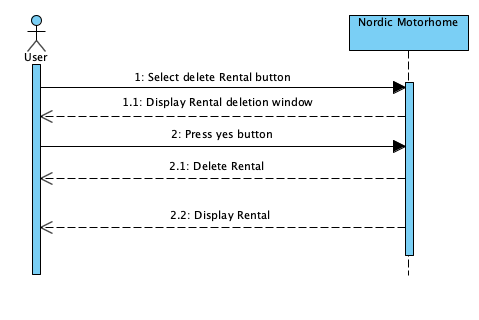 Nordic Motorhome
User
1: Select delete Rental button
1.1: Display Rental deletion window
2: Press yes button
2.1: Delete Rental
2.2: Display Rental